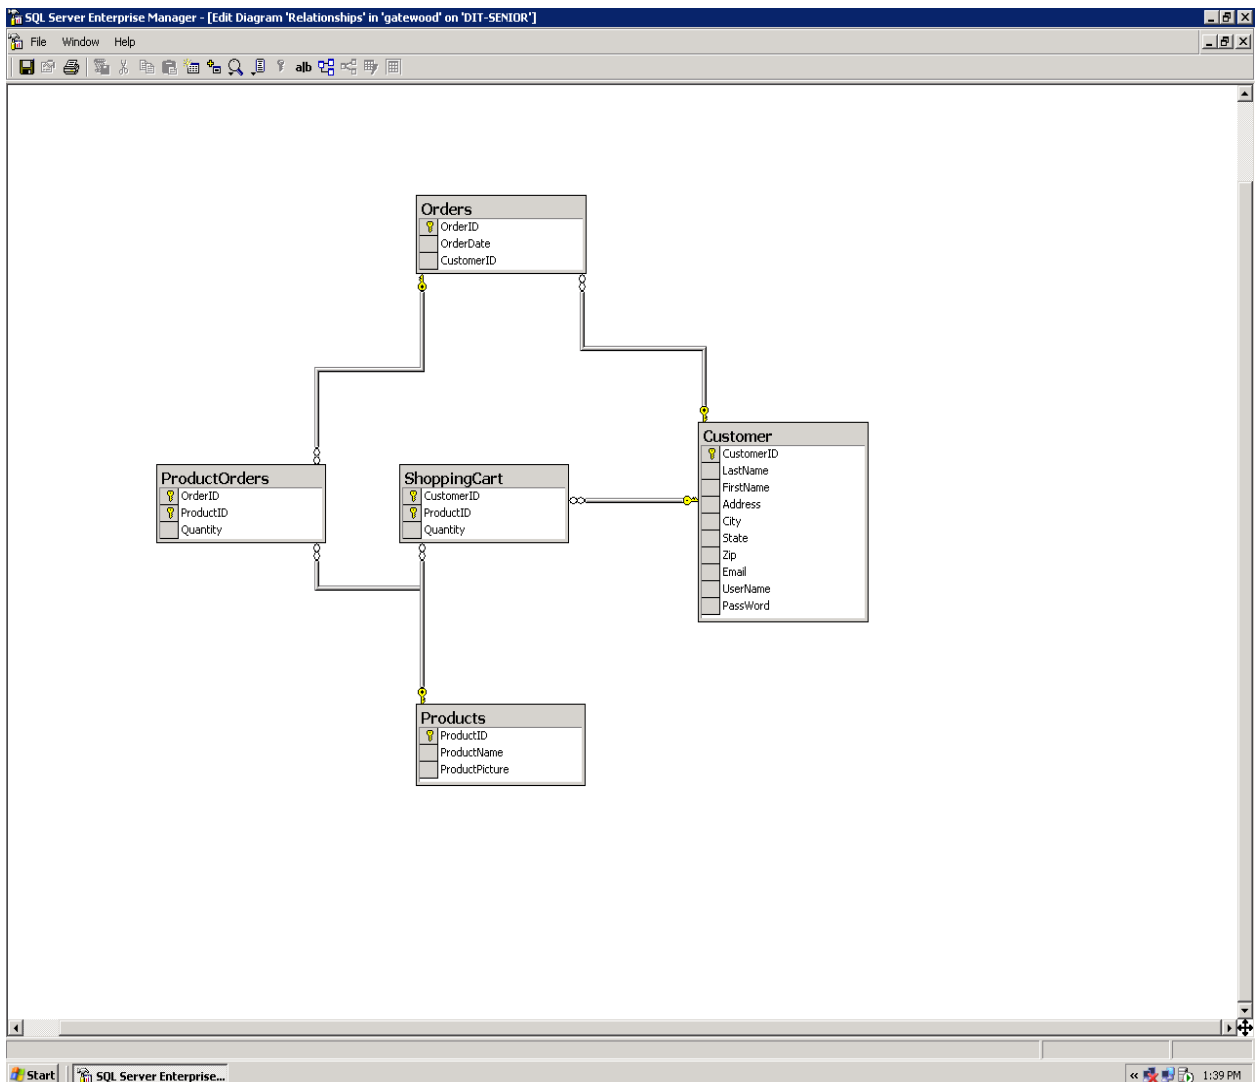 SQL Server Enterprise Manager - [Edit Diagram 'Relationships' in 'gatewood' on 'DIT-SENIOR']
File Window Help
a|b
Orders
OrderID
OrderDate
CustomerID
Customer
CustomerID
LastName
FirstName
Address
City
State
Zip
Email
UserName
PassWord
ProductOrders
OrderID
ProductID
Quantity
ShoppingCart
CustomerID
ProductID
Quantity
Products
ProductID
ProductName
ProductPicture
Start
SQL Server Enterprise...
1:39 PM